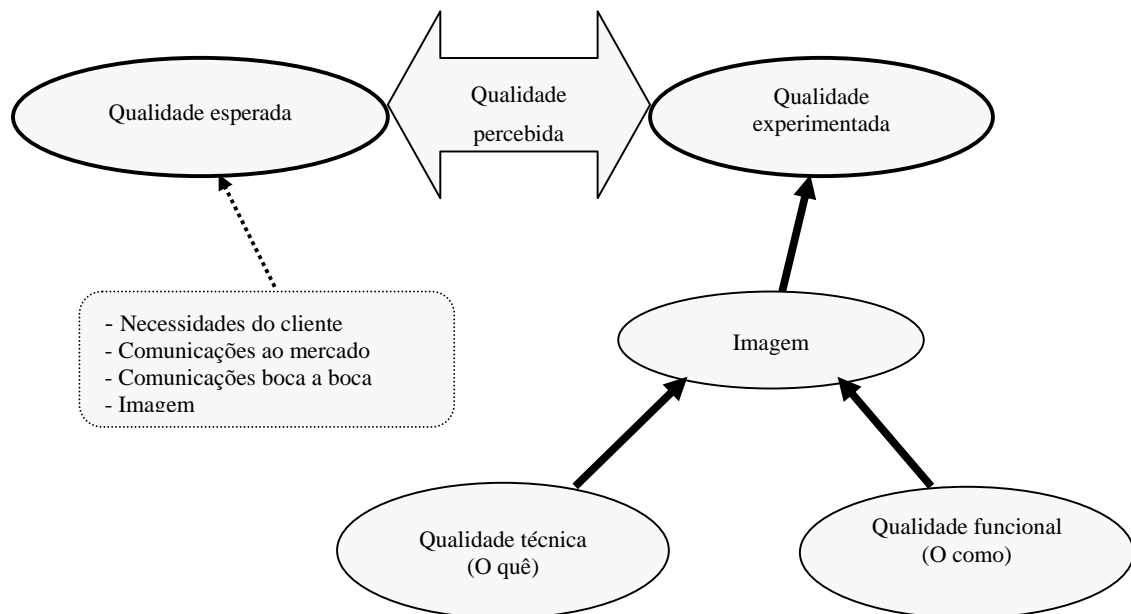 Qualidade esperada
Qualidade
percebida
Qualidade
experimentada
- Necessidades do cliente
- Comunicações ao mercado
- Comunicações boca a boca
- Imagem
Imagem
Qualidade técnica
(O quê)
Qualidade funcional
(O como)